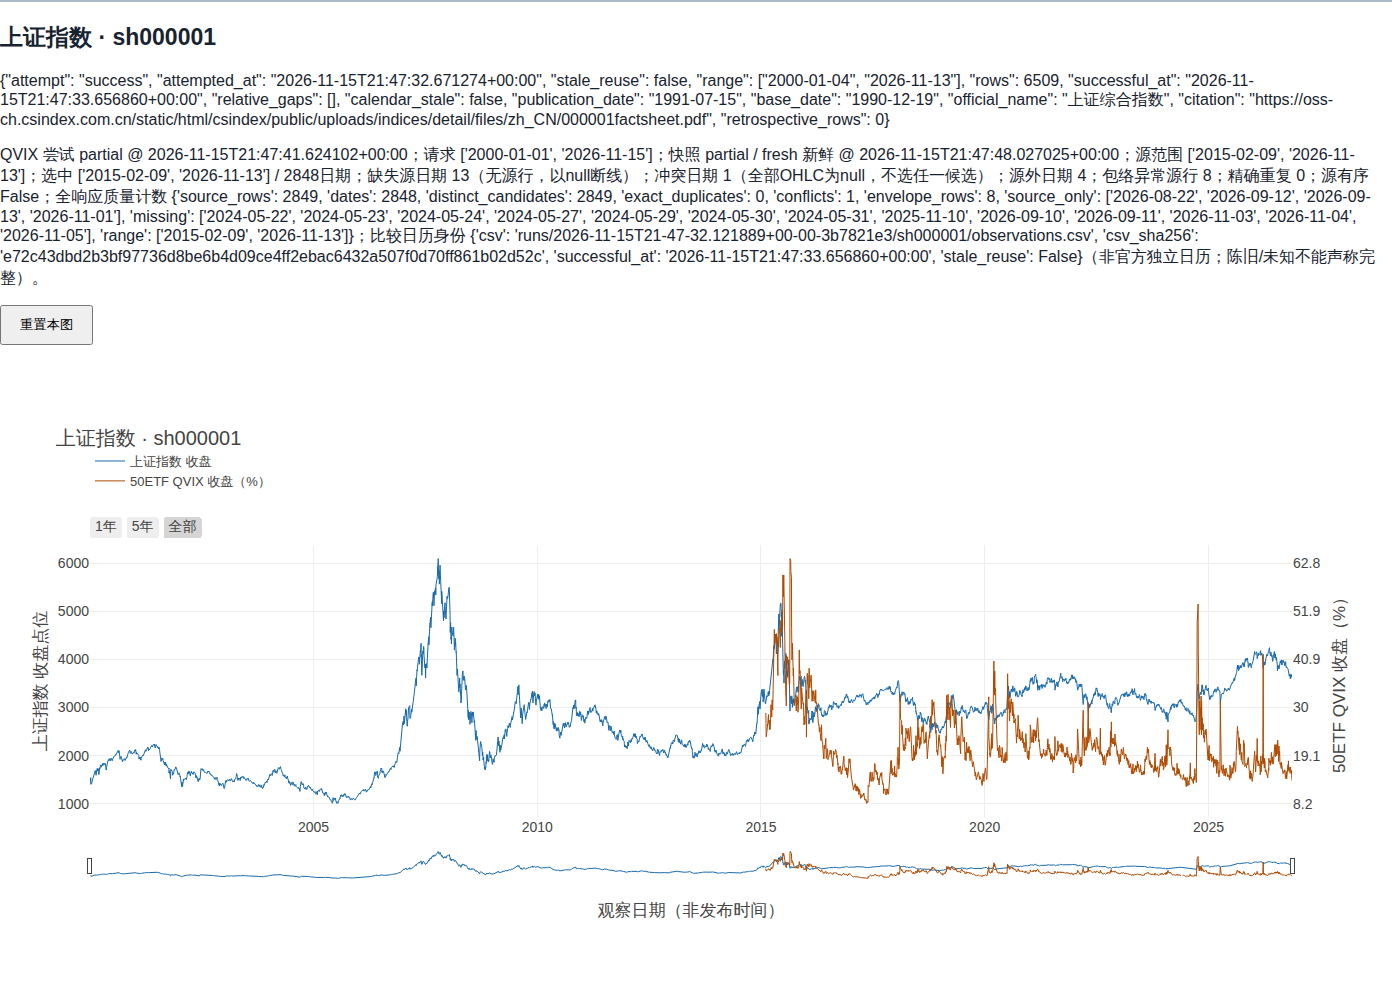 上证指数 · sh000001
{"attempt": "success", "attempted_at": "2026-11-15T21:47:32.671274+00:00", "stale_reuse": false, "range": ["2000-01-04", "2026-11-13"], "rows": 6509, "successful_at": "2026-11-
15T21:47:33.656860+00:00", "relative_gaps": [], "calendar_stale": false, "publication_date": "1991-07-15", "base_date": "1990-12-19", "official_name": "上证综合指数", "citation": "https://oss-
ch.csindex.com.cn/static/html/csindex/public/uploads/indices/detail/files/zh_CN/000001factsheet.pdf", "retrospective_rows": 0}
QVIX 尝试 partial @ 2026-11-15T21:47:41.624102+00:00；请求 ['2000-01-01', '2026-11-15']；快照 partial / fresh 新鲜 @ 2026-11-15T21:47:48.027025+00:00；源范围 ['2015-02-09', '2026-11-
13']；选中 ['2015-02-09', '2026-11-13'] / 2848日期；缺失源日期 13（无源行，以null断线）；冲突日期 1（全部OHLC为null，不选任一候选）；源外日期 4；包络异常源行 8；精确重复 0；源有序
False；全响应质量计数 {'source_rows': 2849, 'dates': 2848, 'distinct_candidates': 2849, 'exact_duplicates': 0, 'conflicts': 1, 'envelope_rows': 8, 'source_only': ['2026-08-22', '2026-09-12', '2026-09-
13', '2026-11-01'], 'missing': ['2024-05-22', '2024-05-23', '2024-05-24', '2024-05-27', '2024-05-29', '2024-05-30', '2024-05-31', '2025-11-10', '2026-09-10', '2026-09-11', '2026-11-03', '2026-11-04',
'2026-11-05'], 'range': ['2015-02-09', '2026-11-13']}；比较日历身份 {'csv': 'runs/2026-11-15T21-47-32.121889+00-00-3b7821e3/sh000001/observations.csv', 'csv_sha256':
'e72c43dbd2b3bf97736d8be6b4d09ce4ff2ebac6432a507f0d70ff861b02d52c', 'successful_at': '2026-11-15T21:47:33.656860+00:00', 'stale_reuse': False}（非官方独立日历；陈旧/未知不能声称完
整）。
重置本图
上证指数 · sh000001
上证指数 收盘
50ETF QVIX 收盘（%）
1年 5年 全部
6000 62.8
5000 51.9
4000 40.9
3000 30
2000 19.1
1000 8.2
上证指数 收盘点位
50ETF QVIX 收盘（%）
2005 2010 2015 2020 2025
观察日期（非发布时间）